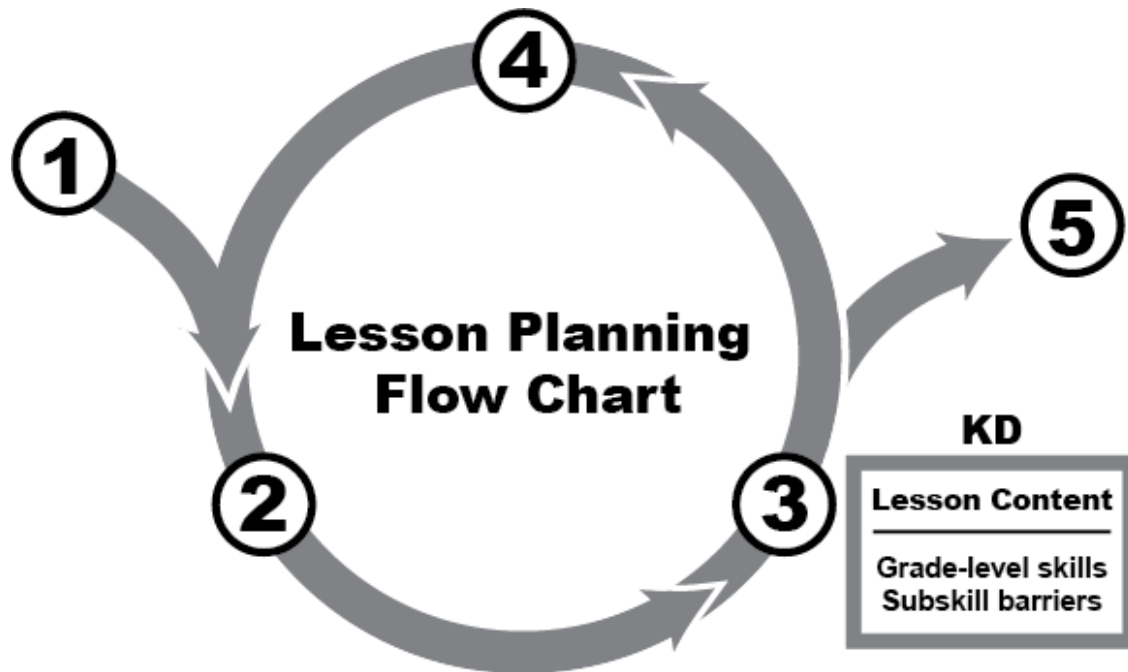 4
1
5
Lesson Planning
Flow Chart
KD
2
3
Lesson Content
Grade-level skills
Subskill barriers